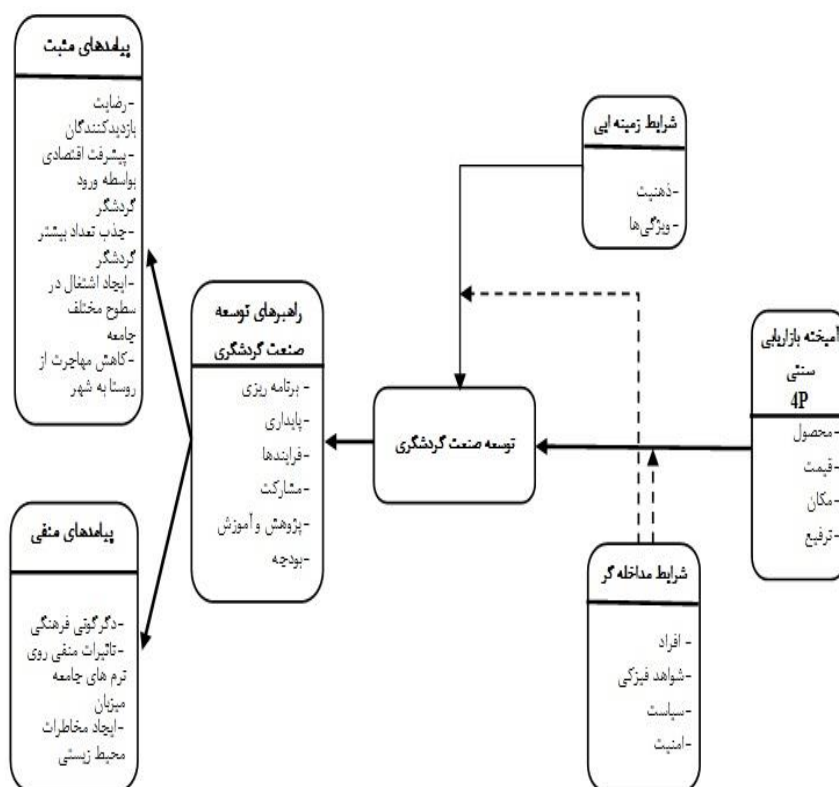 آمیخته بازاریابی
سنتی
4P
-محصول
-قیمت
-مکان
-ترفیع
شرایط زمینه ایی
-ذهنیت
-ویژگی‌ها
شرایط مداخله گر
- افراد
-شواهد فیزکی
-سیاست
-امنیت
توسعه صنعت گردشگری
راهبرهای توسعه
صنعت گردشگری
- برنامه ریزی
-پایداری
-فرایندها
-مشارکت
-پژوهش و آموزش
-بودجه
پیامدهای مثبت
-رضایت
بازدیدکنندگان
-پیشرفت اقتصادی
بواسطه ورود
گردشگر
-جذب تعداد بیشتر
گردشگر
-ایجاد اشتغال در
سطوح مختلف
جامعه
-کاهش مهاجرت از
روستا به شهر
پیامدهای منفی
-دگرگونی فرهنگی
-تاثیرات منفی روی
نرم های جامعه
میزبان
-ایجاد مخاطرات
محیط زیستی